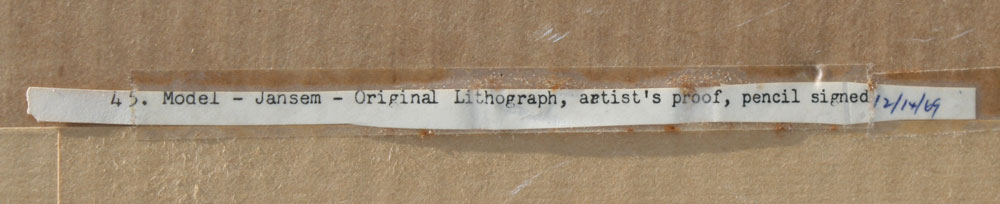 45. Model - Jansem - Original Lithograph, artist's proof, pencil signed 12/14/69